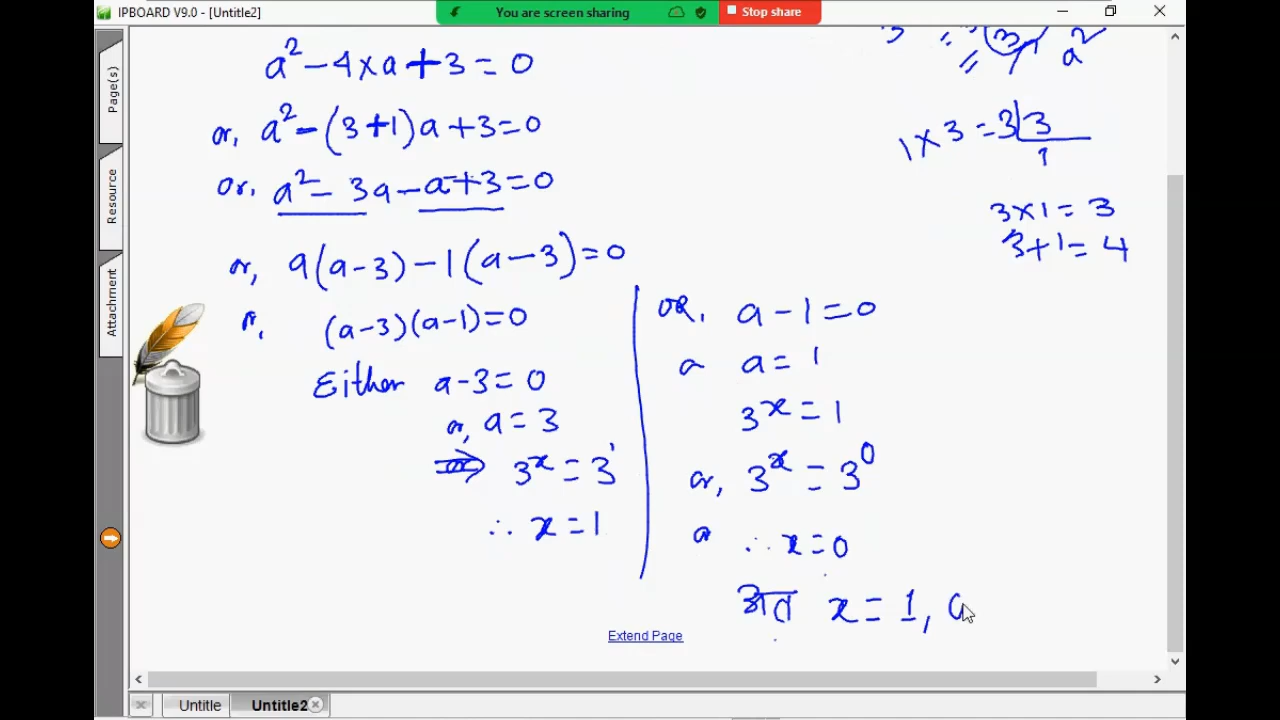 IPBOARD V9.0 - [Untitle2]
You are screen sharing
Stop share
Page(s)
Resource
Attachment
a² - 4 x a + 3 = 0
or, a² - (3 + 1) a + 3 = 0
or, a² - 3a - a + 3 = 0
or, a(a - 3) - 1(a - 3) = 0
(a - 3)(a - 1) = 0
Either a - 3 = 0
or, a = 3
3ˣ = 3¹
∴ x = 1
OR, a - 1 = 0
a = 1
3ˣ = 1
or, 3ˣ = 3⁰
∴ x = 0
अत x = 1,
a²
1 x 3 = 3 3
1
3 x 1 = 3
3 + 1 = 4
Extend Page
Untitle
Untitle2